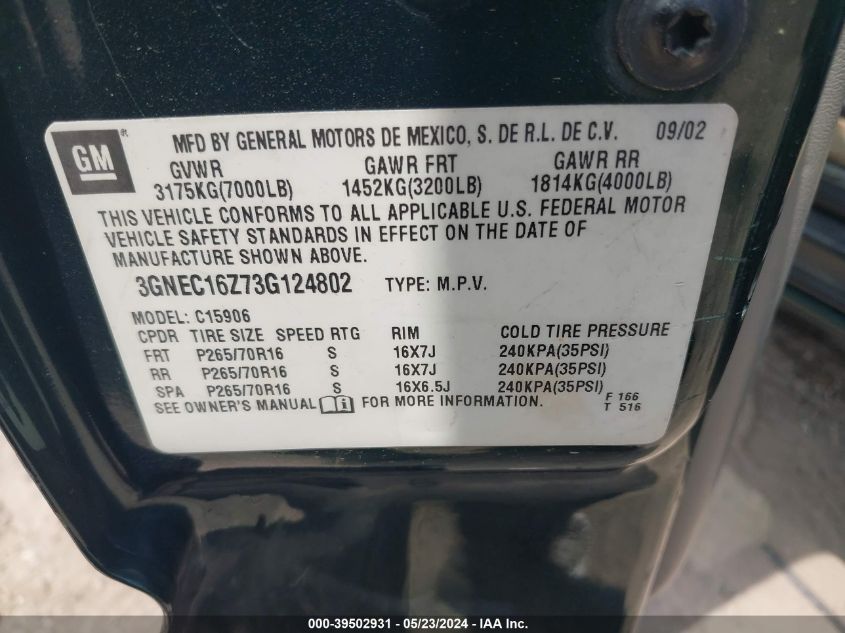 GM ® MFD BY GENERAL MOTORS DE MEXICO, S. DE R.L. DE C.V. 09/02
GVWR GAWR FRT GAWR RR
3175KG(7000LB) 1452KG(3200LB) 1814KG(4000LB)
THIS VEHICLE CONFORMS TO ALL APPLICABLE U.S. FEDERAL MOTOR
VEHICLE SAFETY STANDARDS IN EFFECT ON THE DATE OF
MANUFACTURE SHOWN ABOVE.
3GNEC16Z73G124802 TYPE: M.P.V.
MODEL: C15906
CPDR TIRE SIZE SPEED RTG RIM COLD TIRE PRESSURE
FRT P265/70R16 S 16X7J 240KPA(35PSI)
RR P265/70R16 S 16X7J 240KPA(35PSI)
SPA P265/70R16 S 16X6.5J 240KPA(35PSI)
SEE OWNER'S MANUAL i FOR MORE INFORMATION. F 166
T 516
000-39502931 - 05/23/2024 - IAA Inc.